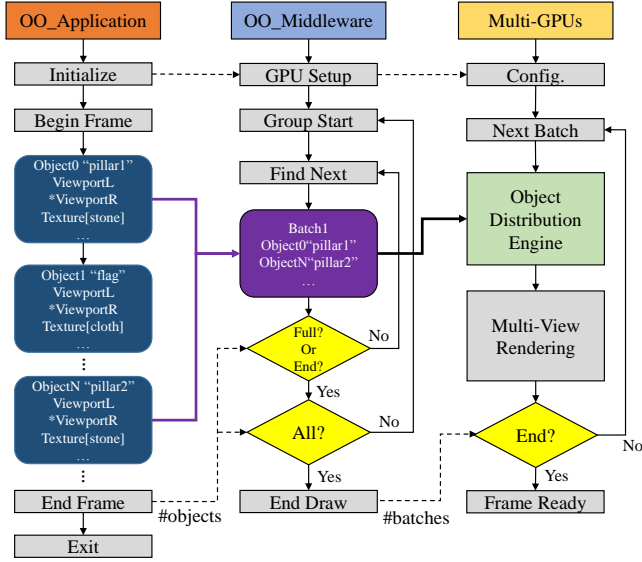 OO_Application
Initialize
Begin Frame
Object0 “pillar1”
ViewportL
*ViewportR
Texture[stone]
…
Object1 “flag”
ViewportL
*ViewportR
Texture[cloth]
…
ObjectN “pillar2”
ViewportL
*ViewportR
Texture[stone]
…
End Frame
#objects
Exit
OO_Middleware
GPU Setup
Group Start
Find Next
Batch1
Object0“pillar1”
ObjectN“pillar2”
…
Full?
Or
End?
No
Yes
All?
No
Yes
End Draw
#batches
Multi-GPUs
Config.
Next Batch
Object
Distribution
Engine
Multi-View
Rendering
End?
No
Yes
Frame Ready